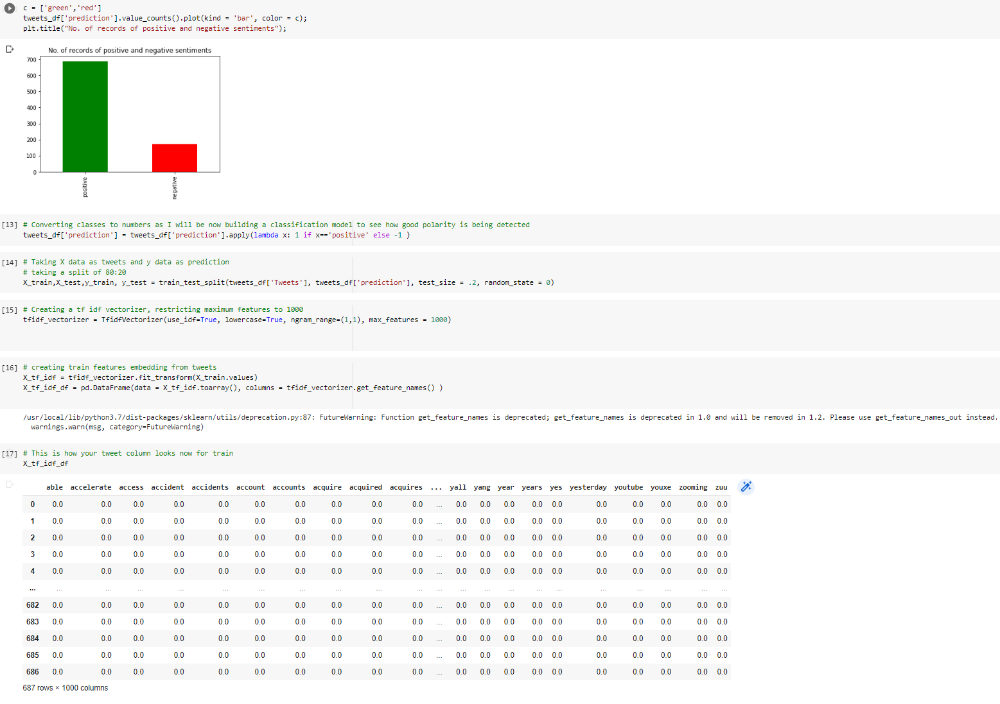 c = ['green','red']
tweets_df['prediction'].value_counts().plot(kind = 'bar', color = c);
plt.title("No. of records of positive and negative sentiments");
No. of records of positive and negative sentiments
700
600
500
400
300
200
100
0
positive
negative
[13] # Converting classes to numbers as I will be now building a classification model to see how good polarity is being detected
tweets_df['prediction'] = tweets_df['prediction'].apply(lambda x: 1 if x=='positive' else -1 )
[14] # Taking X data as tweets and y data as prediction
# taking a split of 80:20
X_train,X_test,y_train, y_test = train_test_split(tweets_df['Tweets'], tweets_df['prediction'], test_size = .2, random_state = 0)
[15] # Creating a tf idf vectorizer, restricting maximum features to 1000
tfidf_vectorizer = TfidfVectorizer(use_idf=True, lowercase=True, ngram_range=(1,1), max_features = 1000)
[16] # creating train features embedding from tweets
X_tf_idf = tfidf_vectorizer.fit_transform(X_train.values)
X_tf_idf_df = pd.DataFrame(data = X_tf_idf.toarray(), columns = tfidf_vectorizer.get_feature_names() )
/usr/local/lib/python3.7/dist-packages/sklearn/utils/deprecation.py:87: FutureWarning: Function get_feature_names is deprecated; get_feature_names is deprecated in 1.0 and will be removed in 1.2. Please use get_feature_names_out instead.
warnings.warn(msg, category=FutureWarning)
[17] # This is how your tweet column looks now for train
X_tf_idf_df
able accelerate access accident accidents account accounts acquire acquired acquires ... yall yang year years yes yesterday youtube youxe zooming zuu
0 0.0 0.0 0.0 0.0 0.0 0.0 0.0 0.0 0.0 0.0 ... 0.0 0.0 0.0 0.0 0.0 0.0 0.0 0.0 0.0 0.0
1 0.0 0.0 0.0 0.0 0.0 0.0 0.0 0.0 0.0 0.0 ... 0.0 0.0 0.0 0.0 0.0 0.0 0.0 0.0 0.0 0.0
2 0.0 0.0 0.0 0.0 0.0 0.0 0.0 0.0 0.0 0.0 ... 0.0 0.0 0.0 0.0 0.0 0.0 0.0 0.0 0.0 0.0
3 0.0 0.0 0.0 0.0 0.0 0.0 0.0 0.0 0.0 0.0 ... 0.0 0.0 0.0 0.0 0.0 0.0 0.0 0.0 0.0 0.0
4 0.0 0.0 0.0 0.0 0.0 0.0 0.0 0.0 0.0 0.0 ... 0.0 0.0 0.0 0.0 0.0 0.0 0.0 0.0 0.0 0.0
... ... ... ... ... ... ... ... ... ... ... ... ... ... ... ... ... ... ... ... ... ...
682 0.0 0.0 0.0 0.0 0.0 0.0 0.0 0.0 0.0 0.0 ... 0.0 0.0 0.0 0.0 0.0 0.0 0.0 0.0 0.0 0.0
683 0.0 0.0 0.0 0.0 0.0 0.0 0.0 0.0 0.0 0.0 ... 0.0 0.0 0.0 0.0 0.0 0.0 0.0 0.0 0.0 0.0
684 0.0 0.0 0.0 0.0 0.0 0.0 0.0 0.0 0.0 0.0 ... 0.0 0.0 0.0 0.0 0.0 0.0 0.0 0.0 0.0 0.0
685 0.0 0.0 0.0 0.0 0.0 0.0 0.0 0.0 0.0 0.0 ... 0.0 0.0 0.0 0.0 0.0 0.0 0.0 0.0 0.0 0.0
686 0.0 0.0 0.0 0.0 0.0 0.0 0.0 0.0 0.0 0.0 ... 0.0 0.0 0.0 0.0 0.0 0.0 0.0 0.0 0.0 0.0
687 rows × 1000 columns